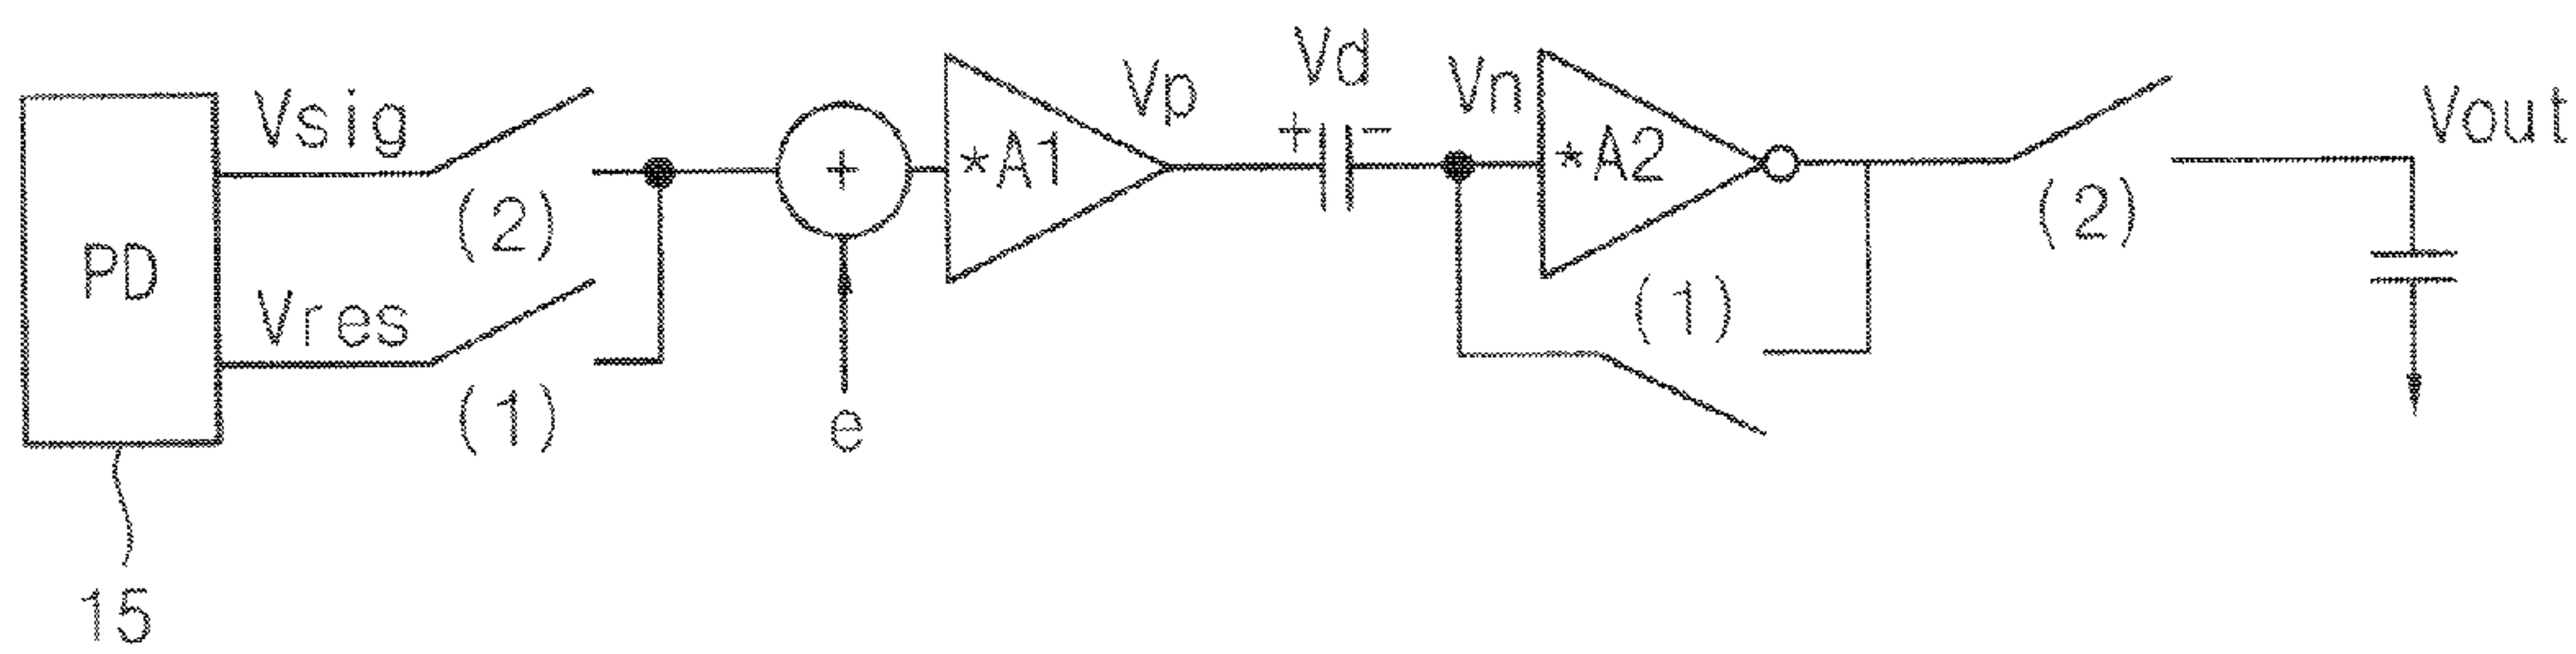 Vsig
(2)
PD
Vres
(1)
15
+
e
*A1
Vp
Vd
+ -
Vn
*A2
(1)
(2)
Vout